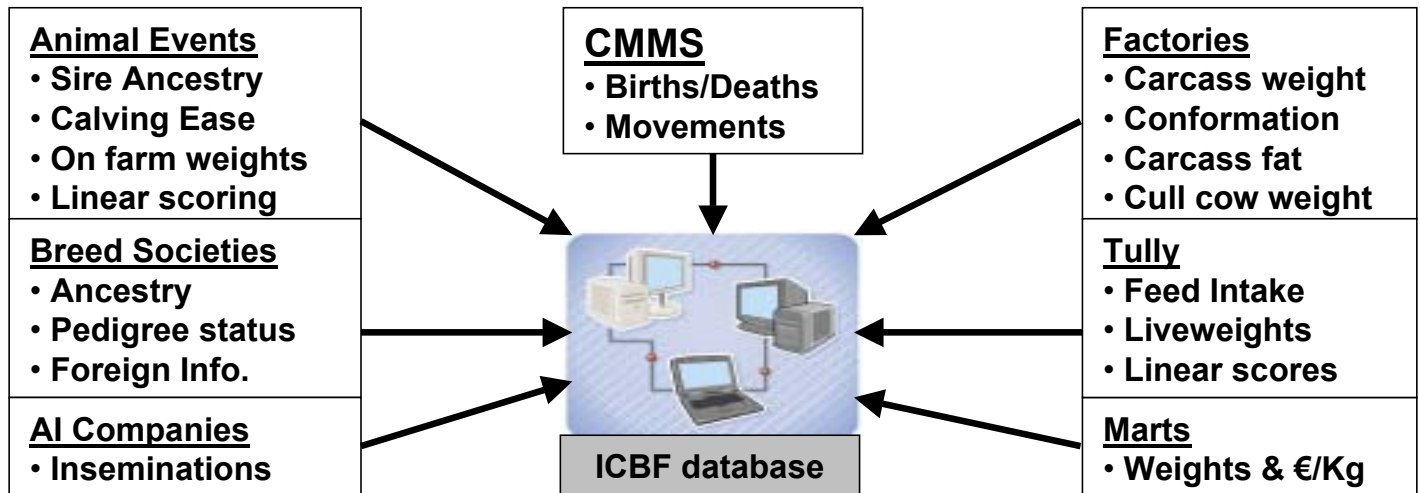 Animal Events
• Sire Ancestry
• Calving Ease
• On farm weights
• Linear scoring
Breed Societies
• Ancestry
• Pedigree status
• Foreign Info.
AI Companies
• Inseminations
CMMS
• Births/Deaths
• Movements
ICBF database
Factories
• Carcass weight
• Conformation
• Carcass fat
• Cull cow weight
Tully
• Feed Intake
• Liveweights
• Linear scores
Marts
• Weights & €/Kg